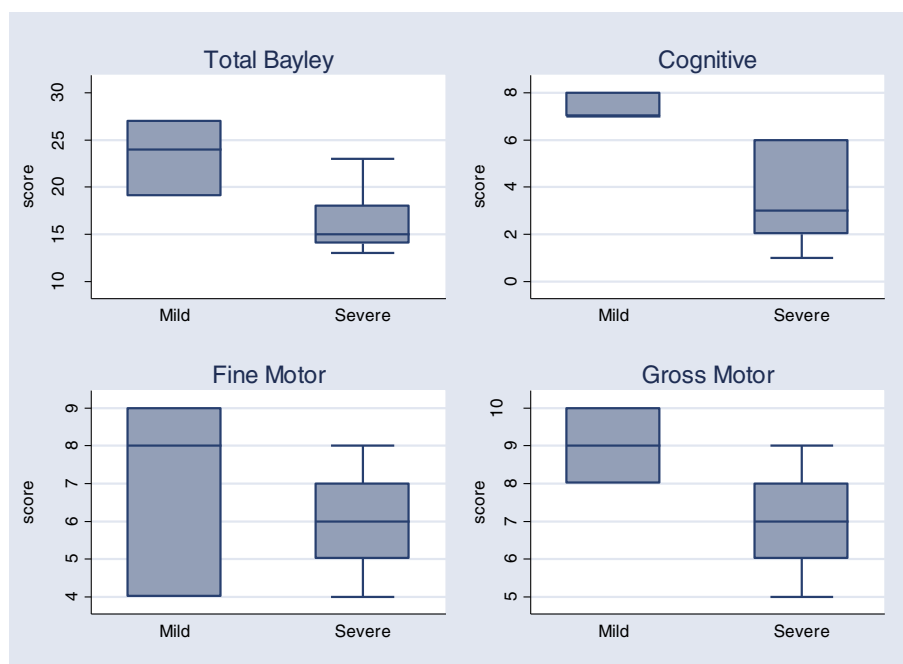 Total Bayley
score
30
25
20
15
10
Mild Severe
Cognitive
score
8
6
4
2
0
Mild Severe
Fine Motor
score
9
8
7
6
5
4
Mild Severe
Gross Motor
score
10
9
8
7
6
5
Mild Severe